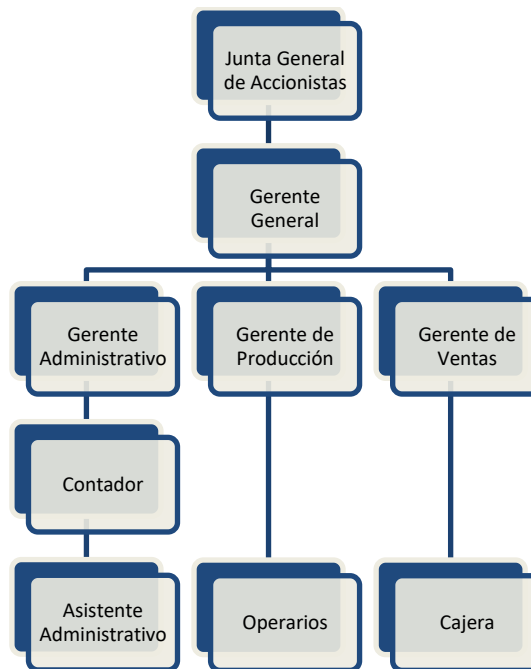 Junta General
de Accionistas
Gerente
General
Gerente
Administrativo
Gerente de
Producción
Gerente de
Ventas
Contador
Asistente
Administrativo
Operarios
Cajera